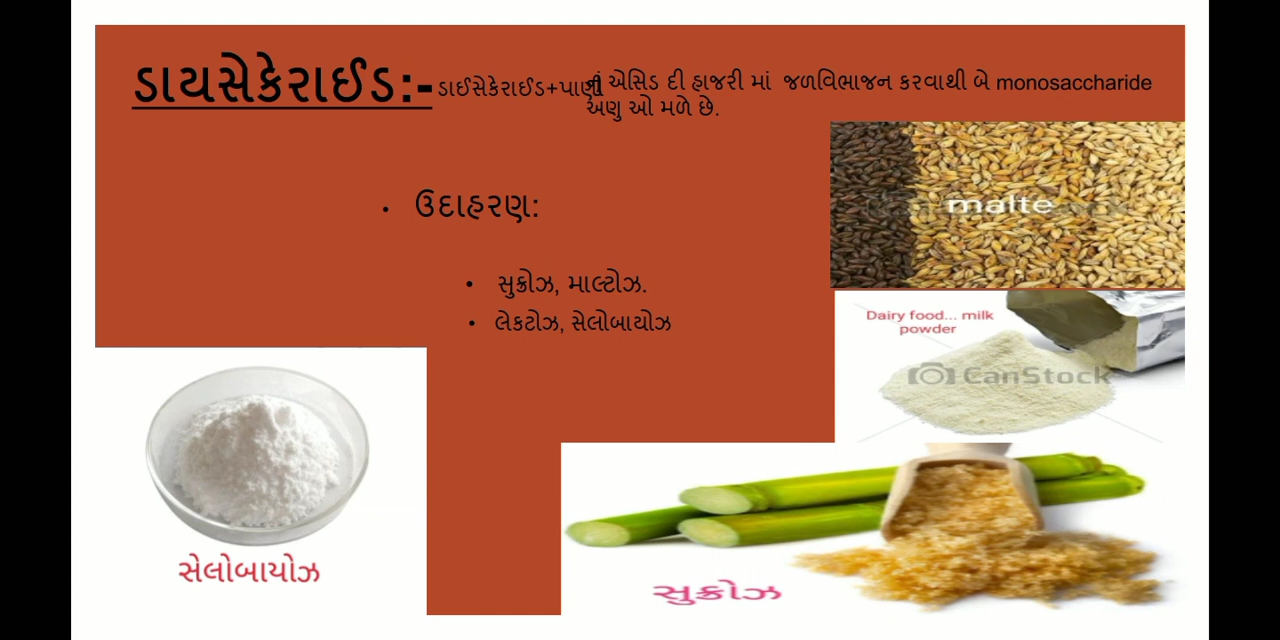 ડાયસેકેરાઈડ:- ડાઈસેકેરાઈડ+પાણી નું એસિડ દી હાજરી માં જળવિભાજન કરવાથી બે monosaccharide
અણુ ઓ મળે છે.
• ઉદાહરણ:
• સુક્રોઝ, માલ્ટોઝ.
• લેકટોઝ, સેલોબાયોઝ
malte
Dairy food... milk
powder
CanStock
સેલોબાયોઝ
સુક્રોઝ